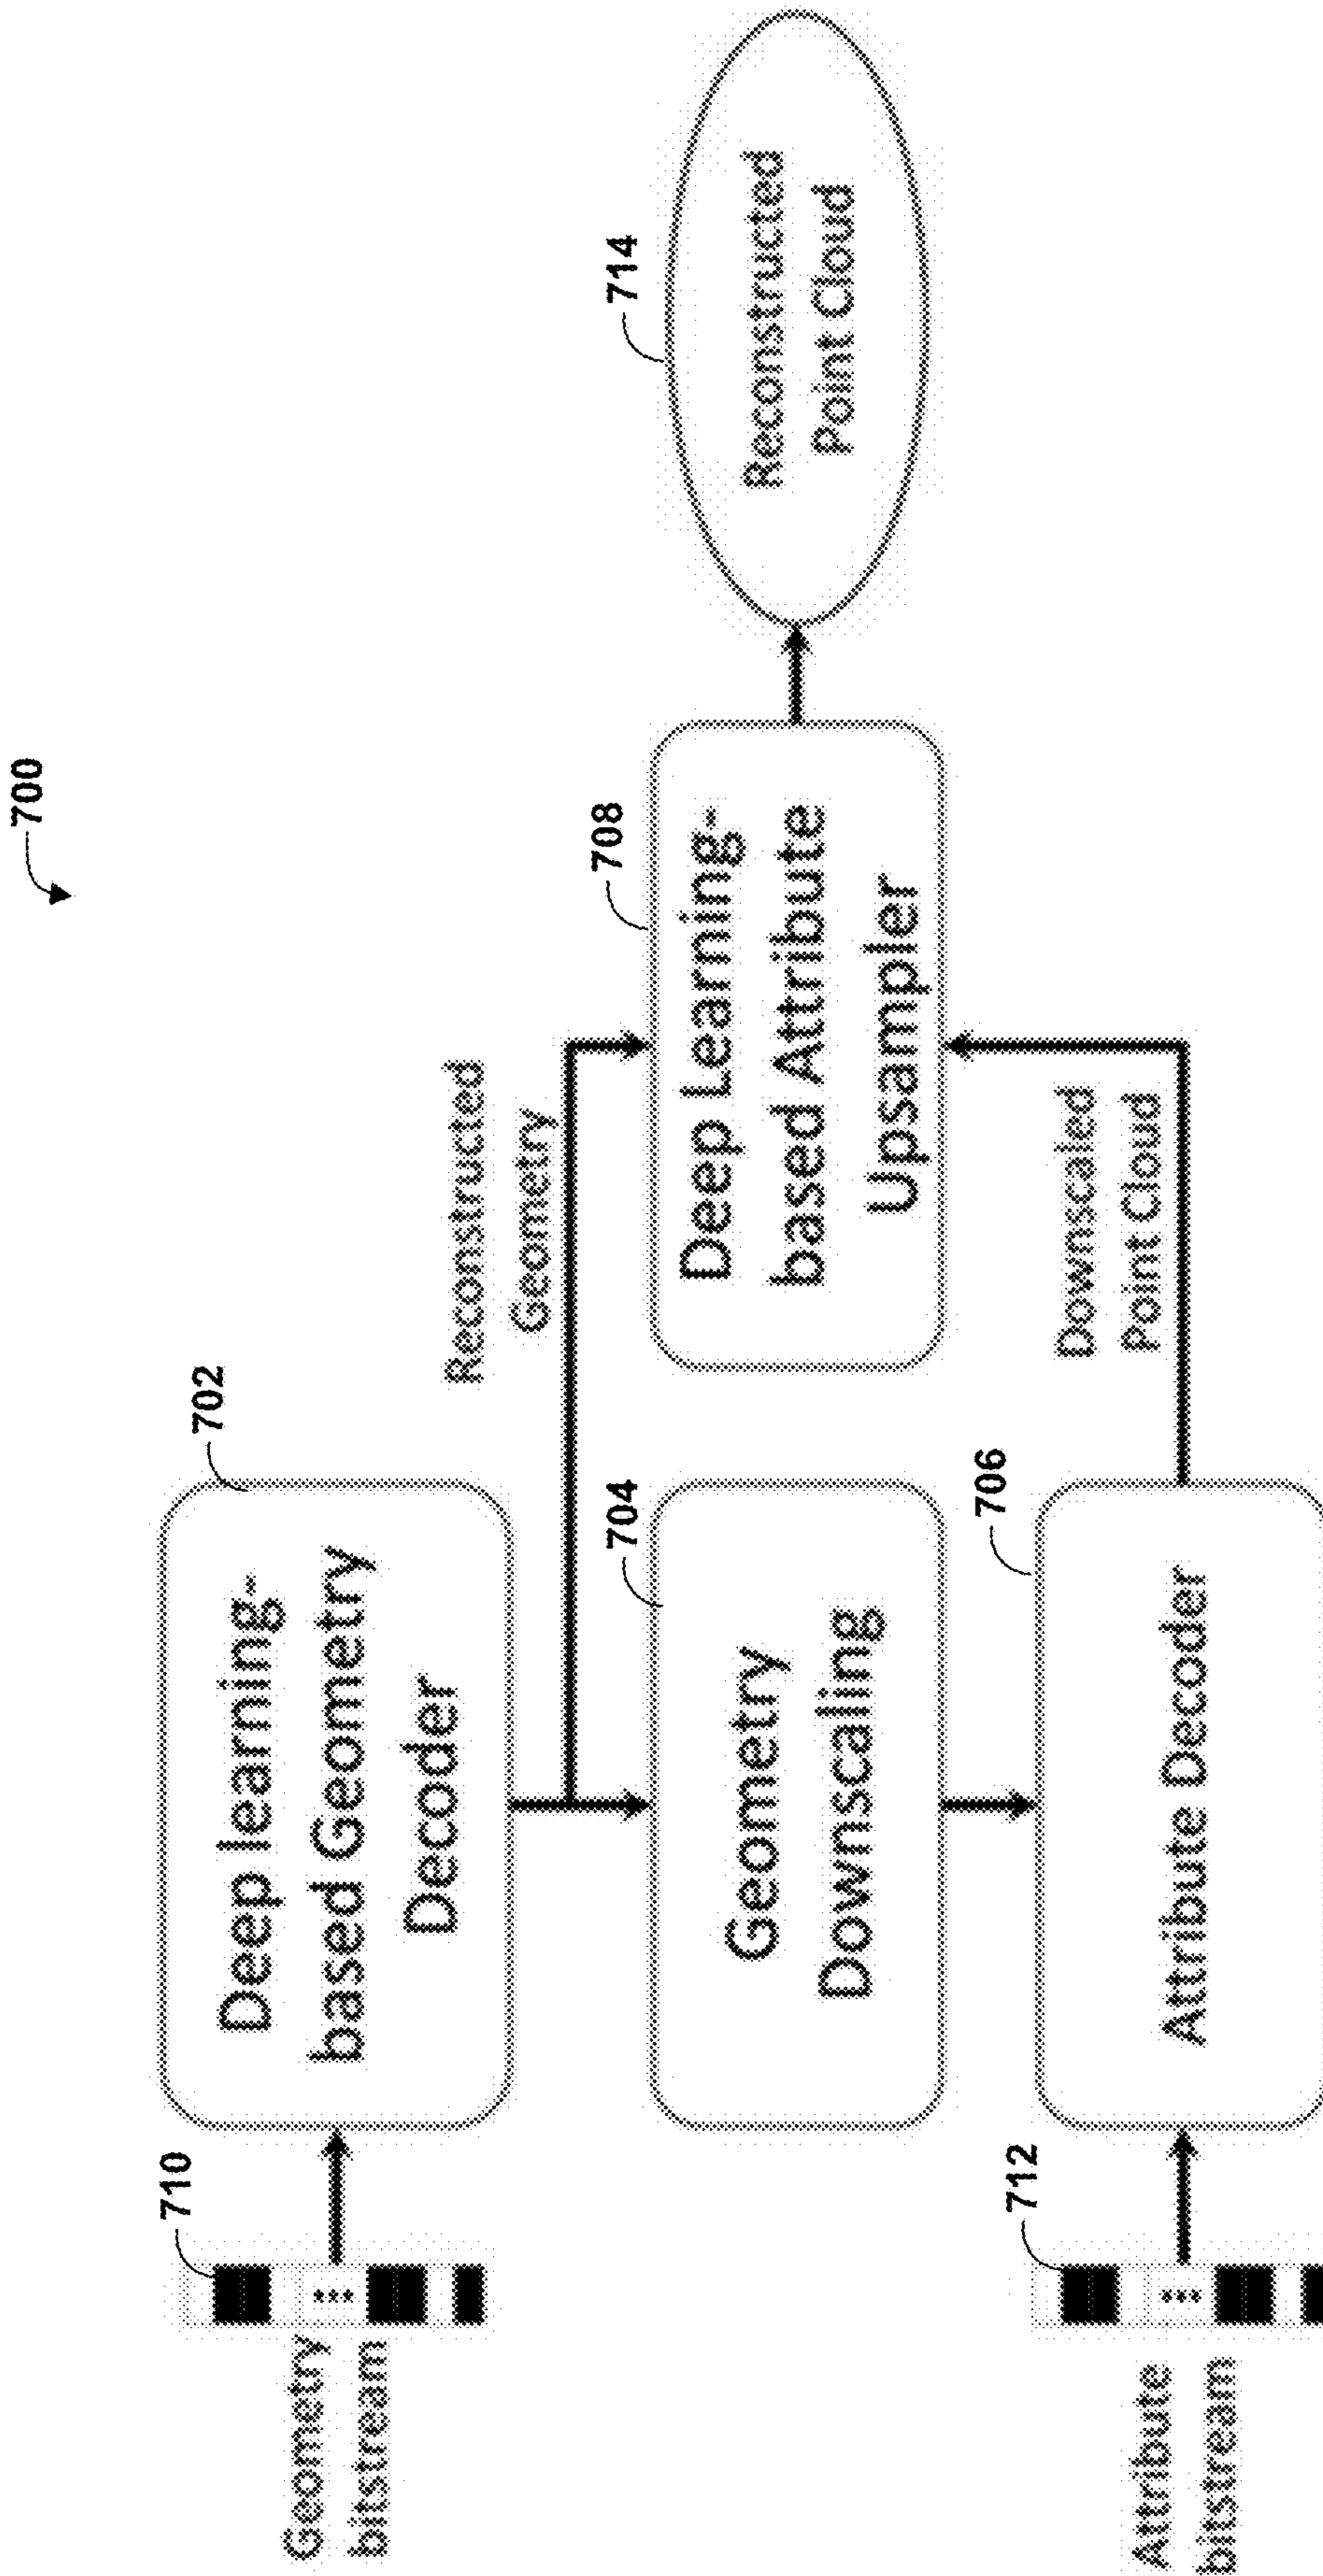 700
710
Geometry
bitstream
702
Deep learning-
based Geometry
Decoder
Reconstructed
Geometry
704
Geometry
Downscaling
708
Deep Learning-
based Attribute
Upsampler
714
Reconstructed
Point Cloud
712
Attribute
bitstream
706
Attribute Decoder
Downscaled
Point Cloud